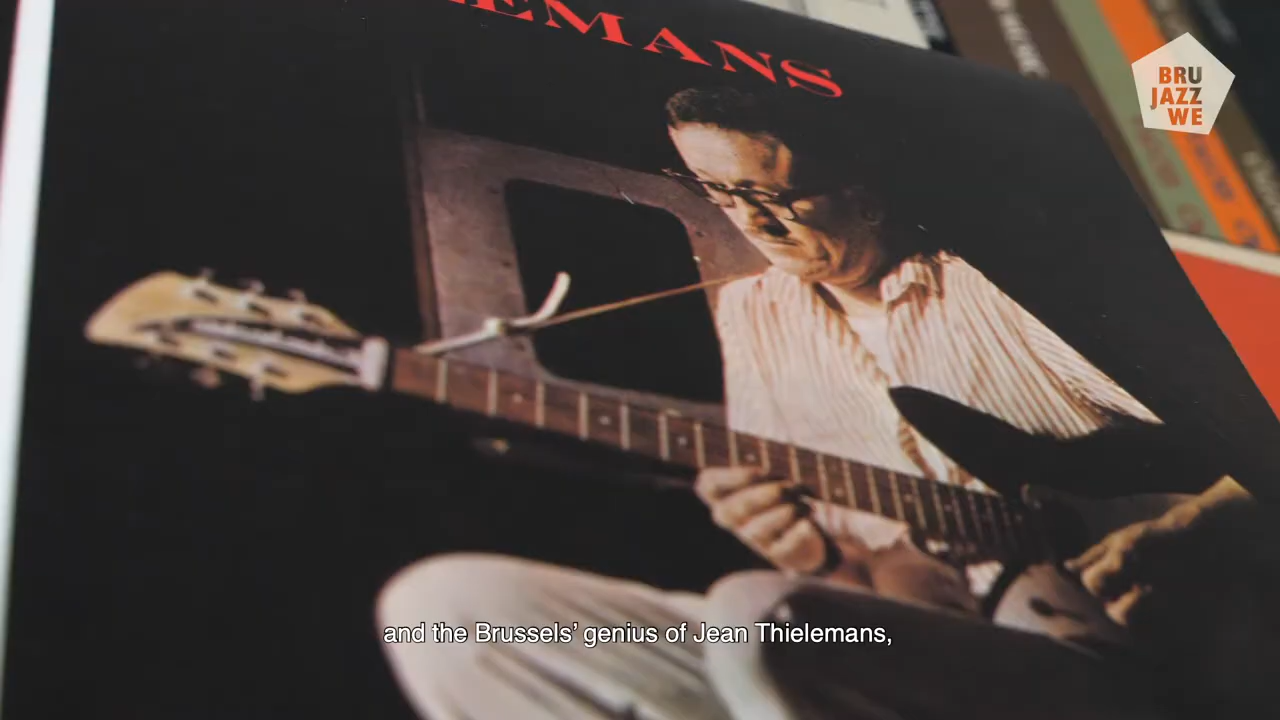 EMANS
BRU
JAZZ
WE
and the Brussels’ genius of Jean Thielemans,